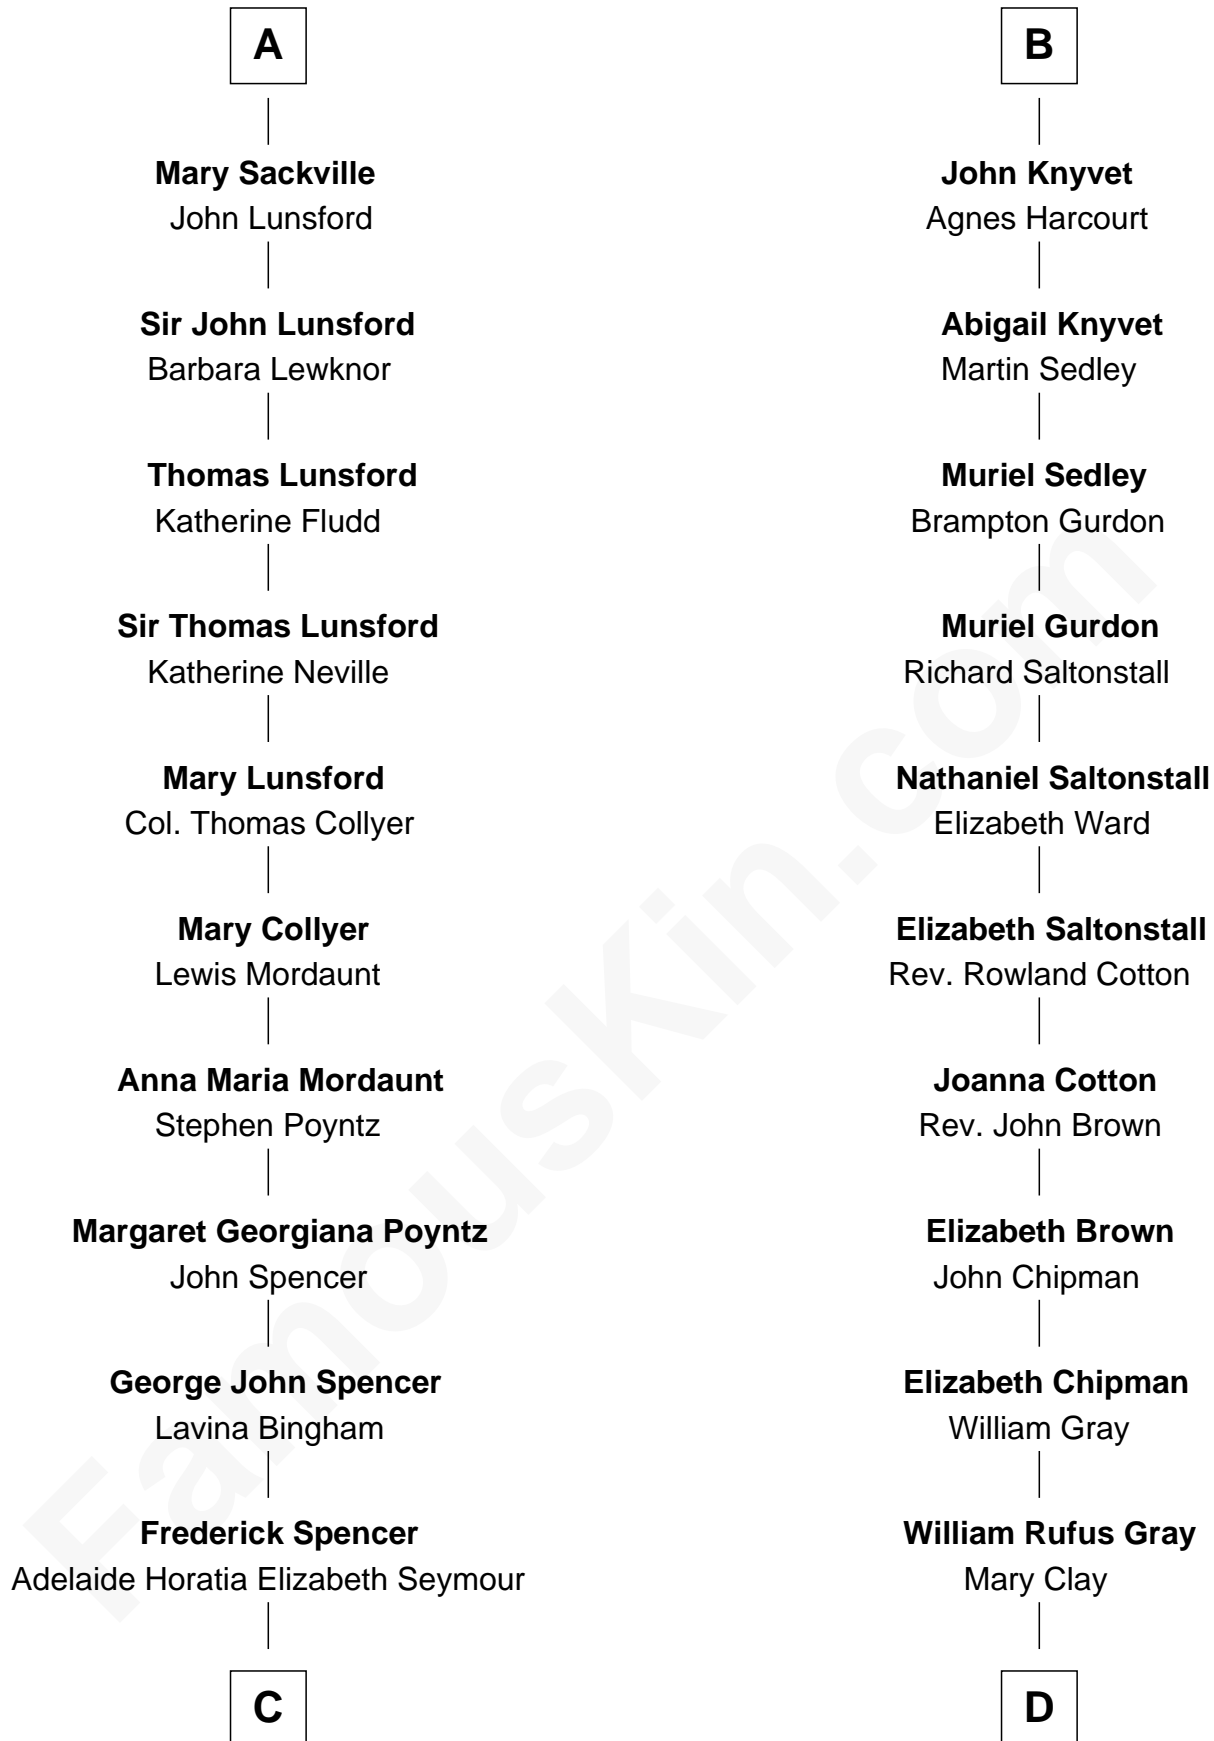 A
Mary Sackville
John Lunsford
Sir John Lunsford
Barbara Lewknor
Thomas Lunsford
Katherine Fludd
Sir Thomas Lunsford
Katherine Neville
Mary Lunsford
Col. Thomas Collyer
Mary Collyer
Lewis Mordaunt
Anna Maria Mordaunt
Stephen Poyntz
Margaret Georgiana Poyntz
John Spencer
George John Spencer
Lavina Bingham
Frederick Spencer
Adelaide Horatia Elizabeth Seymour
C
B
John Knyvet
Agnes Harcourt
Abigail Knyvet
Martin Sedley
Muriel Sedley
Brampton Gurdon
Muriel Gurdon
Richard Saltonstall
Nathaniel Saltonstall
Elizabeth Ward
Elizabeth Saltonstall
Rev. Rowland Cotton
Joanna Cotton
Rev. John Brown
Elizabeth Brown
John Chipman
Elizabeth Chipman
William Gray
William Rufus Gray
Mary Clay
D
FamousKin.com